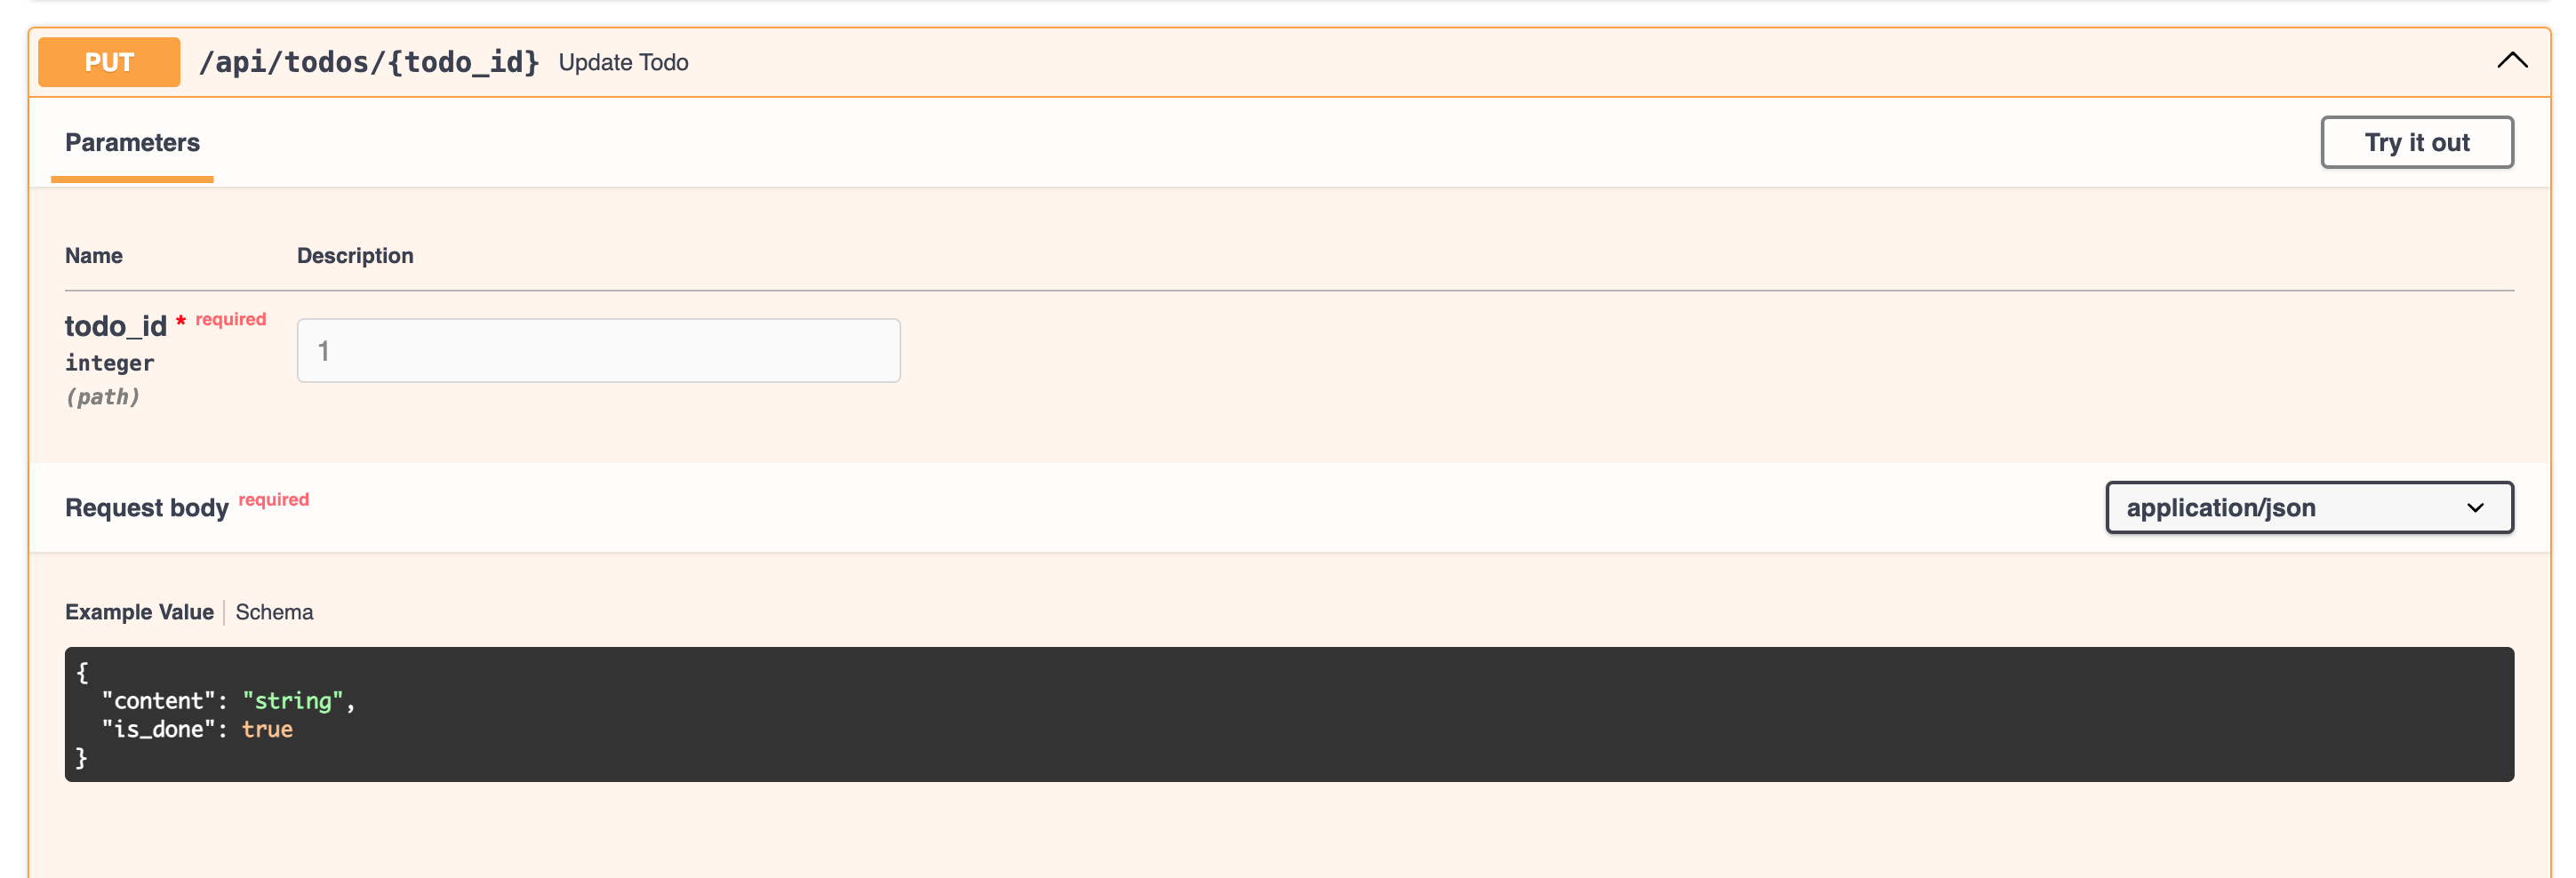 PUT /api/todos/{todo_id} Update Todo
Parameters
Try it out
Name Description
todo_id * required
integer
(path)
1
Request body required
application/json
Example Value Schema
{
  "content": "string",
  "is_done": true
}